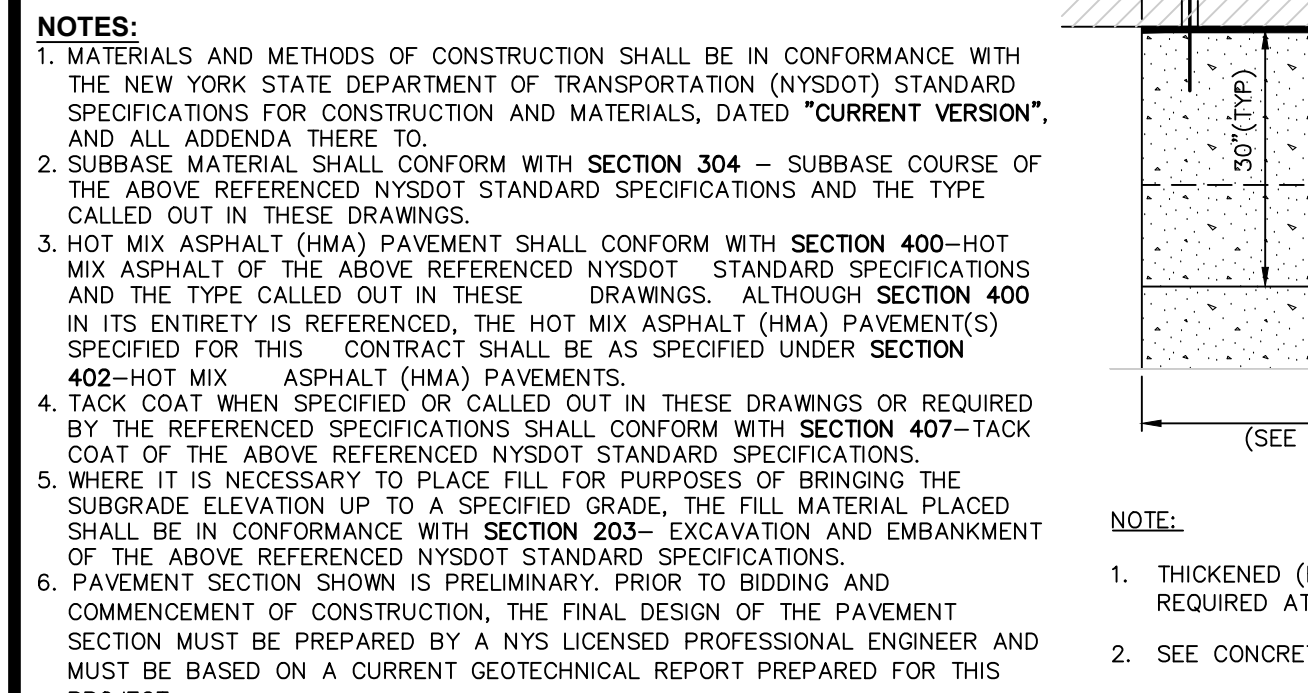 NOTES:
1. MATERIALS AND METHODS OF CONSTRUCTION SHALL BE IN CONFORMANCE WITH
THE NEW YORK STATE DEPARTMENT OF TRANSPORTATION (NYSDOT) STANDARD
SPECIFICATIONS FOR CONSTRUCTION AND MATERIALS, DATED "CURRENT VERSION",
AND ALL ADDENDA THERE TO.
2. SUBBASE MATERIAL SHALL CONFORM WITH SECTION 304 – SUBBASE COURSE OF
THE ABOVE REFERENCED NYSDOT STANDARD SPECIFICATIONS AND THE TYPE
CALLED OUT IN THESE DRAWINGS.
3. HOT MIX ASPHALT (HMA) PAVEMENT SHALL CONFORM WITH SECTION 400–HOT
MIX ASPHALT OF THE ABOVE REFERENCED NYSDOT STANDARD SPECIFICATIONS
AND THE TYPE CALLED OUT IN THESE DRAWINGS. ALTHOUGH SECTION 400
IN ITS ENTIRETY IS REFERENCED, THE HOT MIX ASPHALT (HMA) PAVEMENT(S)
SPECIFIED FOR THIS CONTRACT SHALL BE AS SPECIFIED UNDER SECTION
402–HOT MIX ASPHALT (HMA) PAVEMENTS.
4. TACK COAT WHEN SPECIFIED OR CALLED OUT IN THESE DRAWINGS OR REQUIRED
BY THE REFERENCED SPECIFICATIONS SHALL CONFORM WITH SECTION 407–TACK
COAT OF THE ABOVE REFERENCED NYSDOT STANDARD SPECIFICATIONS.
5. WHERE IT IS NECESSARY TO PLACE FILL FOR PURPOSES OF BRINGING THE
SUBGRADE ELEVATION UP TO A SPECIFIED GRADE, THE FILL MATERIAL PLACED
SHALL BE IN CONFORMANCE WITH SECTION 203– EXCAVATION AND EMBANKMENT
OF THE ABOVE REFERENCED NYSDOT STANDARD SPECIFICATIONS.
6. PAVEMENT SECTION SHOWN IS PRELIMINARY. PRIOR TO BIDDING AND
COMMENCEMENT OF CONSTRUCTION, THE FINAL DESIGN OF THE PAVEMENT
SECTION MUST BE PREPARED BY A NYS LICENSED PROFESSIONAL ENGINEER AND
MUST BE BASED ON A CURRENT GEOTECHNICAL REPORT PREPARED FOR THIS
30"(TYP)
(SEE
NOTE:
1. THICKENED
REQUIRED AT
2. SEE